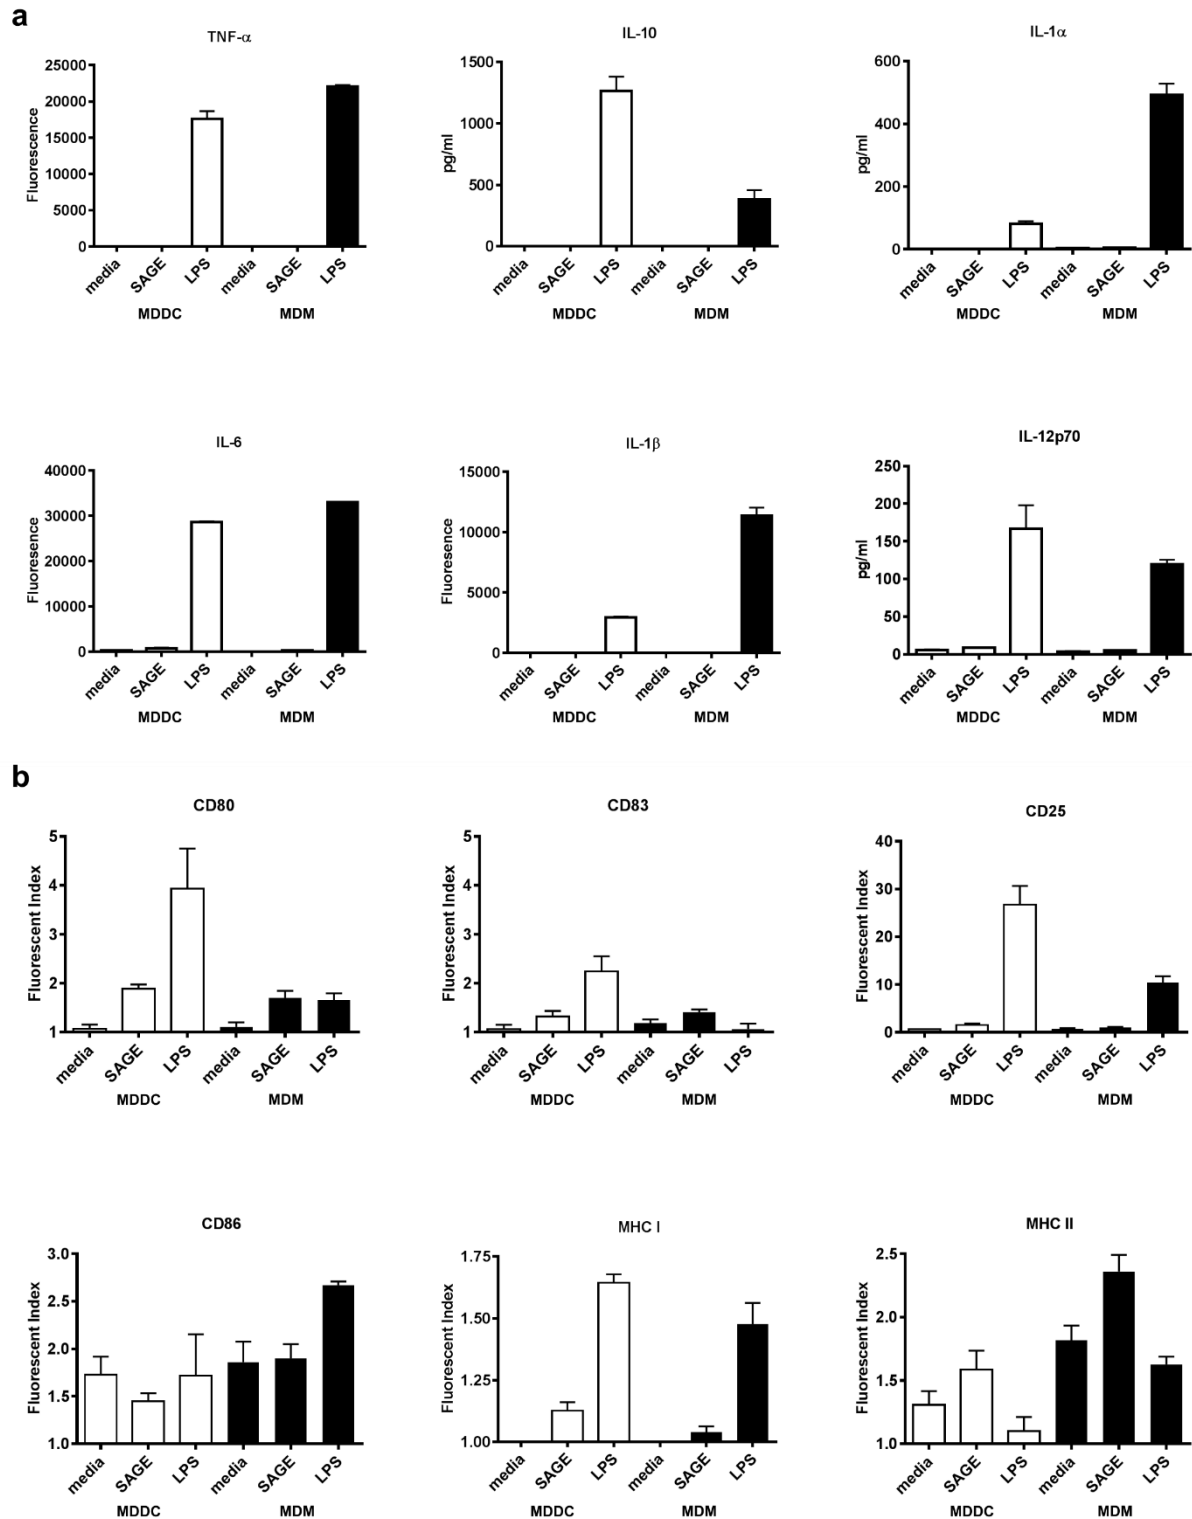 a
TNF-α
25000
20000
15000
10000
5000
0
Fluorescence
media
SAGE
LPS
media
SAGE
LPS
MDDC
MDM
IL-10
1500
1000
500
0
pg/ml
media
SAGE
LPS
media
SAGE
LPS
MDDC
MDM
IL-1α
600
400
200
0
pg/ml
media
SAGE
LPS
media
SAGE
LPS
MDDC
MDM
IL-6
40000
30000
20000
10000
0
Fluoresence
media
SAGE
LPS
media
SAGE
LPS
MDDC
MDM
IL-1β
15000
10000
5000
0
Fluoresence
media
SAGE
LPS
media
SAGE
LPS
MDDC
MDM
IL-12p70
250
200
150
100
50
0
pg/ml
media
SAGE
LPS
media
SAGE
LPS
MDDC
MDM
b
CD80
5
4
3
2
1
Fluorescent Index
media
SAGE
LPS
media
SAGE
LPS
MDDC
MDM
CD83
5
4
3
2
1
Fluorescent Index
media
SAGE
LPS
media
SAGE
LPS
MDDC
MDM
CD25
40
30
20
10
0
Fluorescent Index
media
SAGE
LPS
media
SAGE
LPS
MDDC
MDM
CD86
3.0
2.5
2.0
1.5
1.0
Fluorescent Index
media
SAGE
LPS
media
SAGE
LPS
MDDC
MDM
MHC I
1.75
1.50
1.25
1.00
Fluorescent Index
media
SAGE
LPS
media
SAGE
LPS
MDDC
MDM
MHC II
2.5
2.0
1.5
1.0
Fluorescent Index
media
SAGE
LPS
media
SAGE
LPS
MDDC
MDM